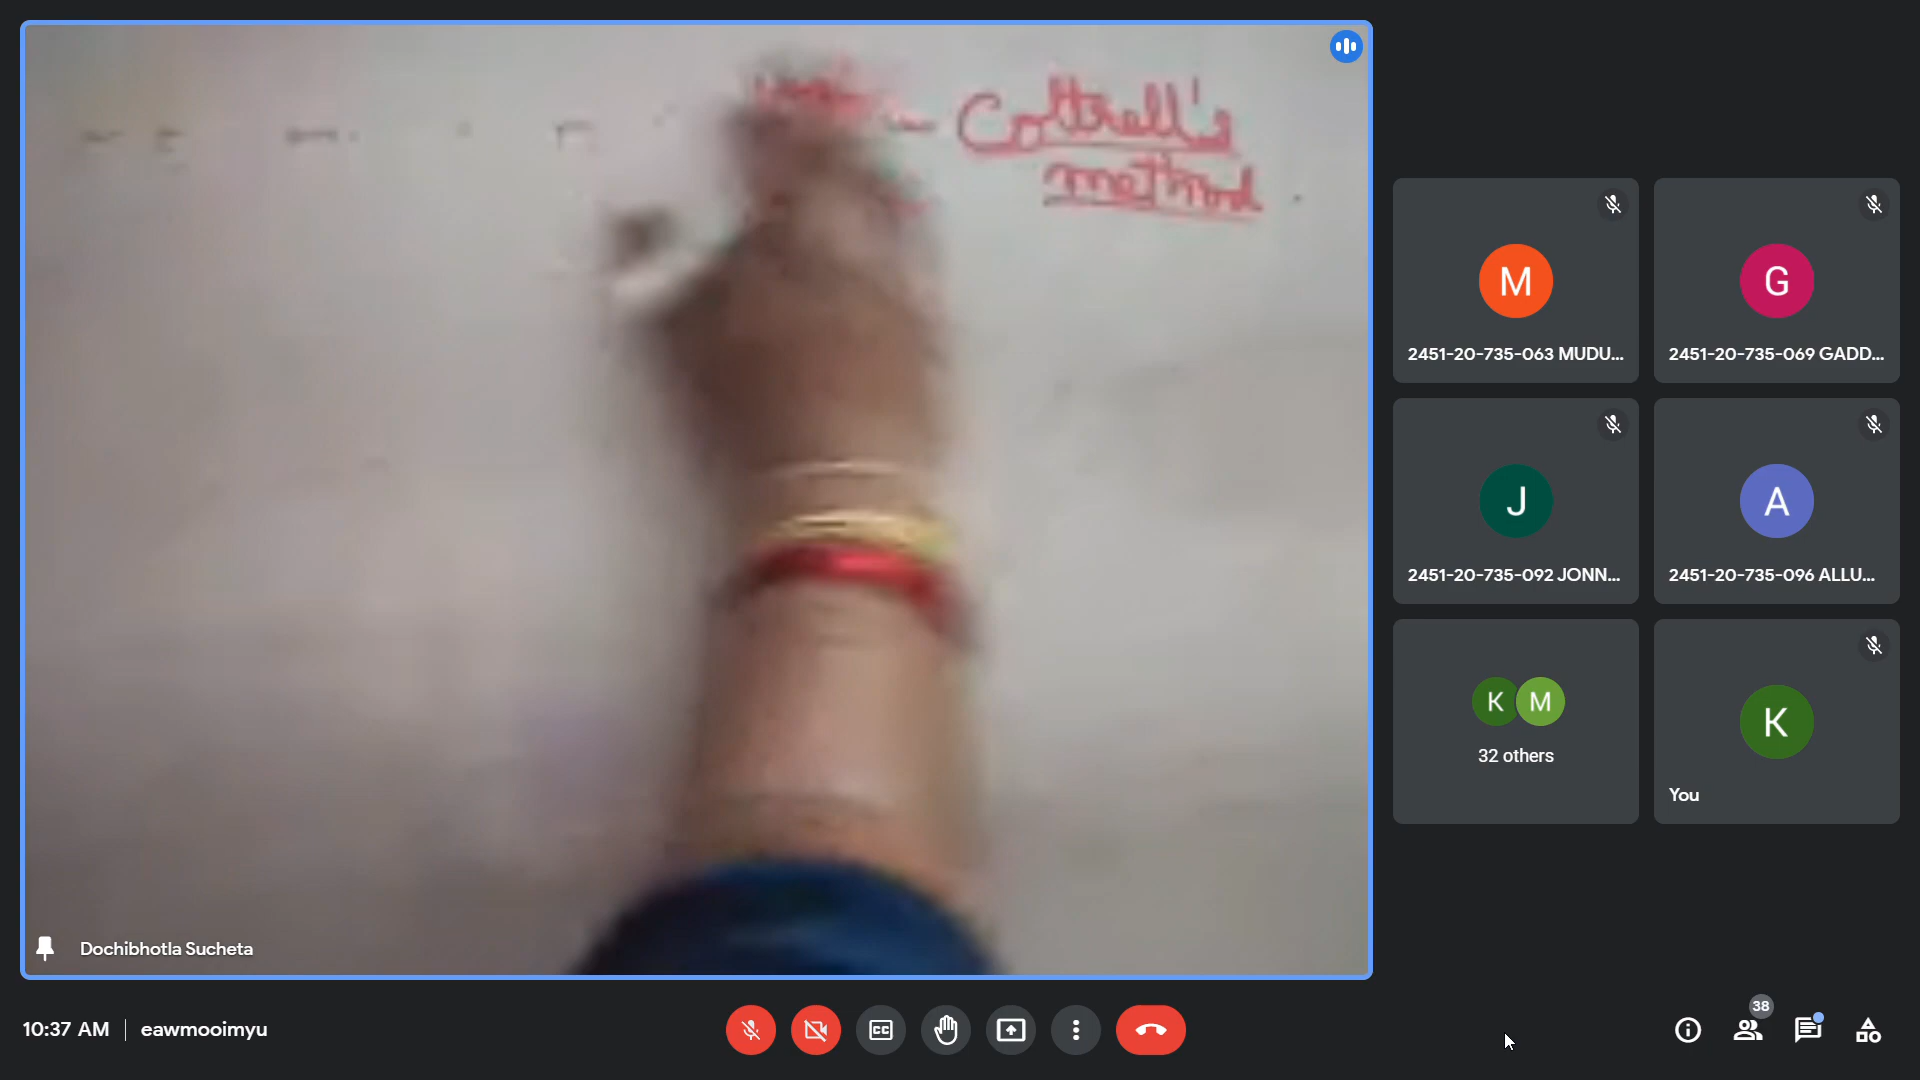 - Cottrell's
method
M
2451-20-735-063 MUDU...
G
2451-20-735-069 GADD...
J
2451-20-735-092 JONN...
A
2451-20-735-096 ALLU...
K M
32 others
K
You
Dochibhotla Sucheta
10:37 AM | eawmooimyu
CC
38